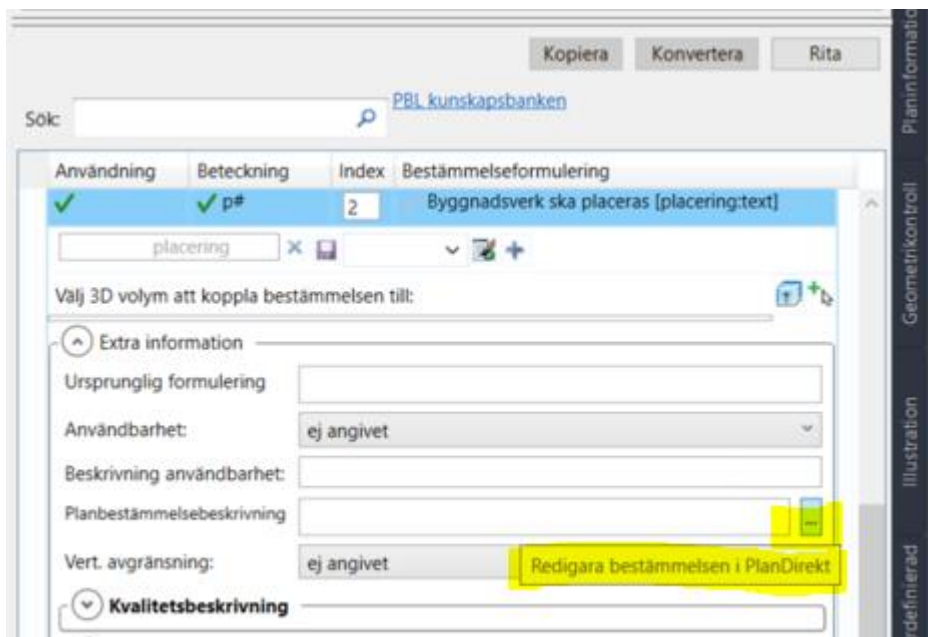 Kopiera Konvertera Rita
Sök: PBL kunskapsbanken
Användning Beteckning Index Bestämmelseformulering
p# 2 Byggnadsverk ska placeras [placering:text]
placering
Välj 3D volym att koppla bestämmelsen till:
Extra information
Ursprunglig formulering
Användbarhet: ej angivet
Beskrivning användbarhet:
Planbestämmelsebeskrivning ...
Vert. avgränsning: ej angivet Redigara bestämmelsen i PlanDirekt
Kvalitetsbeskrivning
Geometrikontroll
Illustration